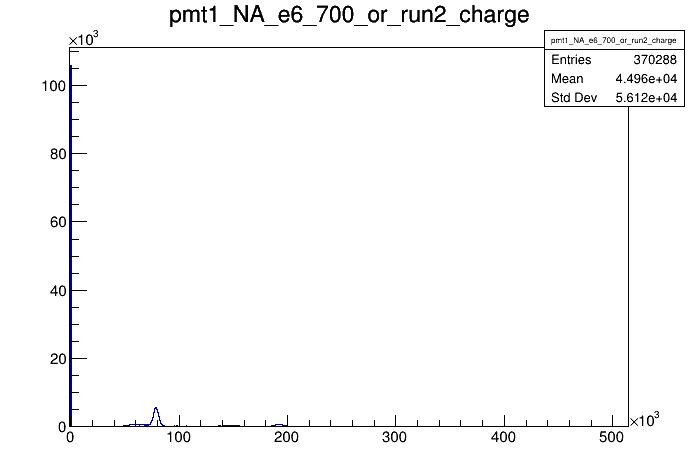 pmt1_NA_e6_700_or_run2_charge
×10³
pmt1_NA_e6_700_or_run2_charge
Entries 370288
Mean 4.496e+04
Std Dev 5.612e+04
100
80
60
40
20
0
0 100 200 300 400 500 ×10³